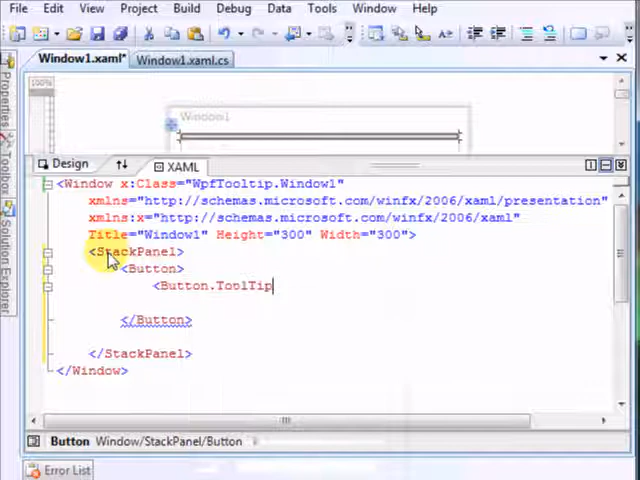 File Edit View Project Build Debug Data Tools Window Help
Window1.xaml* Window1.xaml.cs
100%
Window1
Properties
Toolbox
Solution Explorer
Design XAML
<Window x:Class="WpfTooltip.Window1"
xmlns="http://schemas.microsoft.com/winfx/2006/xaml/presentation"
xmlns:x="http://schemas.microsoft.com/winfx/2006/xaml"
Title="Window1" Height="300" Width="300">
<StackPanel>
<Button>
<Button.ToolTip
</Button>
</StackPanel>
</Window>
Button Window/StackPanel/Button
Error List